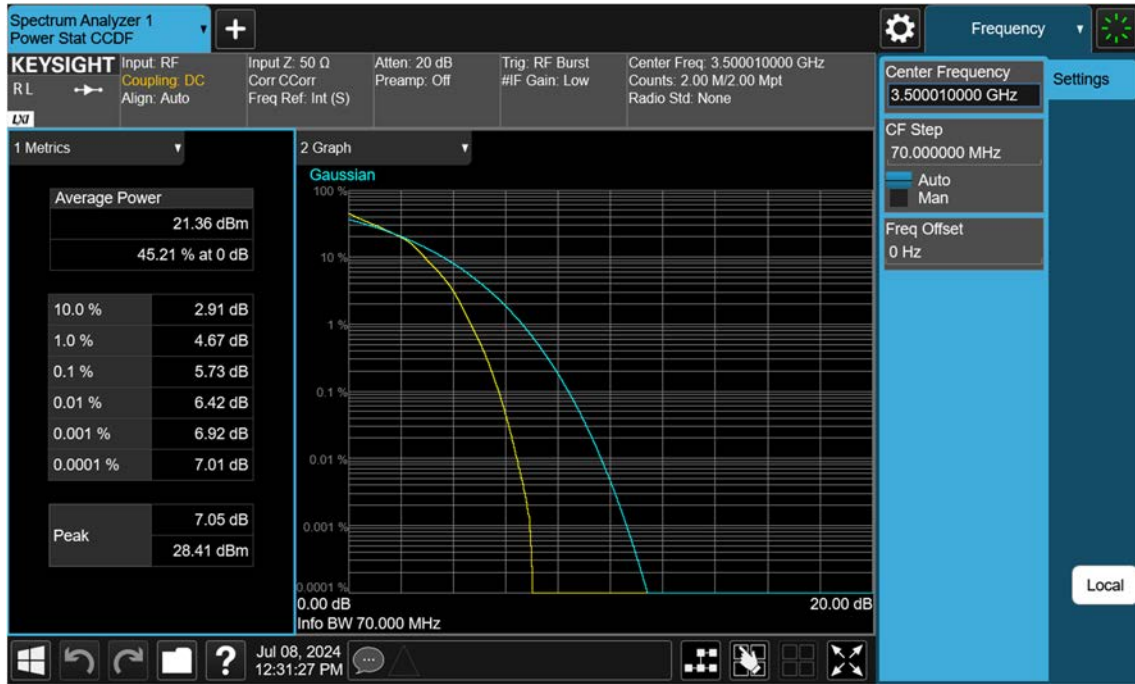 Spectrum Analyzer 1
Power Stat CCDF
Frequency
KEYSIGHT
R L
LXI
Input: RF
Coupling: DC
Align: Auto
Input Z: 50 Ω
Corr CCorr
Freq Ref: Int (S)
Atten: 20 dB
Preamp: Off
Trig: RF Burst
#IF Gain: Low
Center Freq: 3.500010000 GHz
Counts: 2.00 M/2.00 Mpt
Radio Std: None
Center Frequency
3.500010000 GHz
Settings
CF Step
70.000000 MHz
Auto
Man
Freq Offset
0 Hz
1 Metrics
Average Power
21.36 dBm
45.21 % at 0 dB
10.0 % 2.91 dB
1.0 % 4.67 dB
0.1 % 5.73 dB
0.01 % 6.42 dB
0.001 % 6.92 dB
0.0001 % 7.01 dB
Peak
7.05 dB
28.41 dBm
2 Graph
Gaussian
100 %
10 %
1 %
0.1 %
0.01 %
0.001 %
0.0001 %
0.00 dB 20.00 dB
Info BW 70.000 MHz
Local
?
Jul 08, 2024
12:31:27 PM